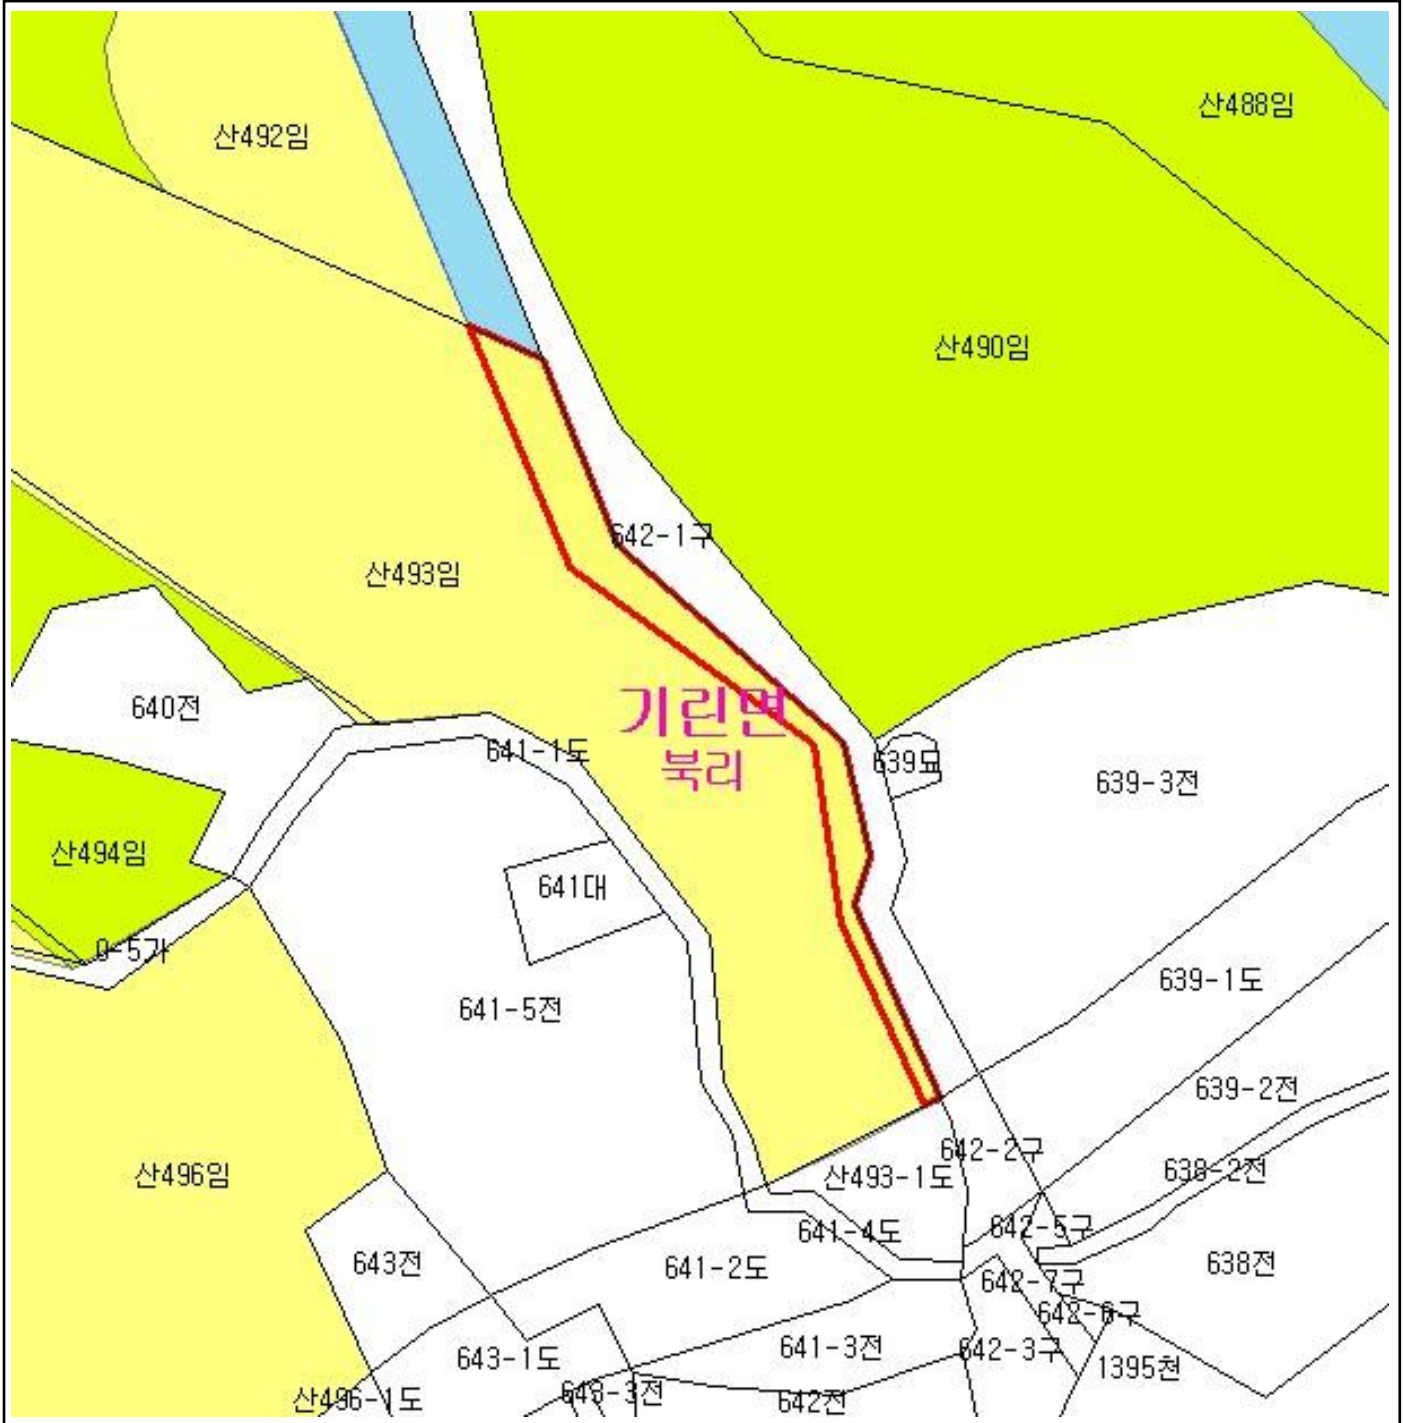 산488임
산492임
산490임
642-1구
산493임
기린면
북리
640전
641-1도
639묘
639-3전
산494임
641대
0-5가
641-5전
639-1도
639-2전
642-2구
638-2전
산493-1도
산496임
642-5구
641-4도
643전
641-2도
638전
642-7구
642-6구
641-3전
642-3구
643-1도
1395천
643-3전
산496-1도
642전